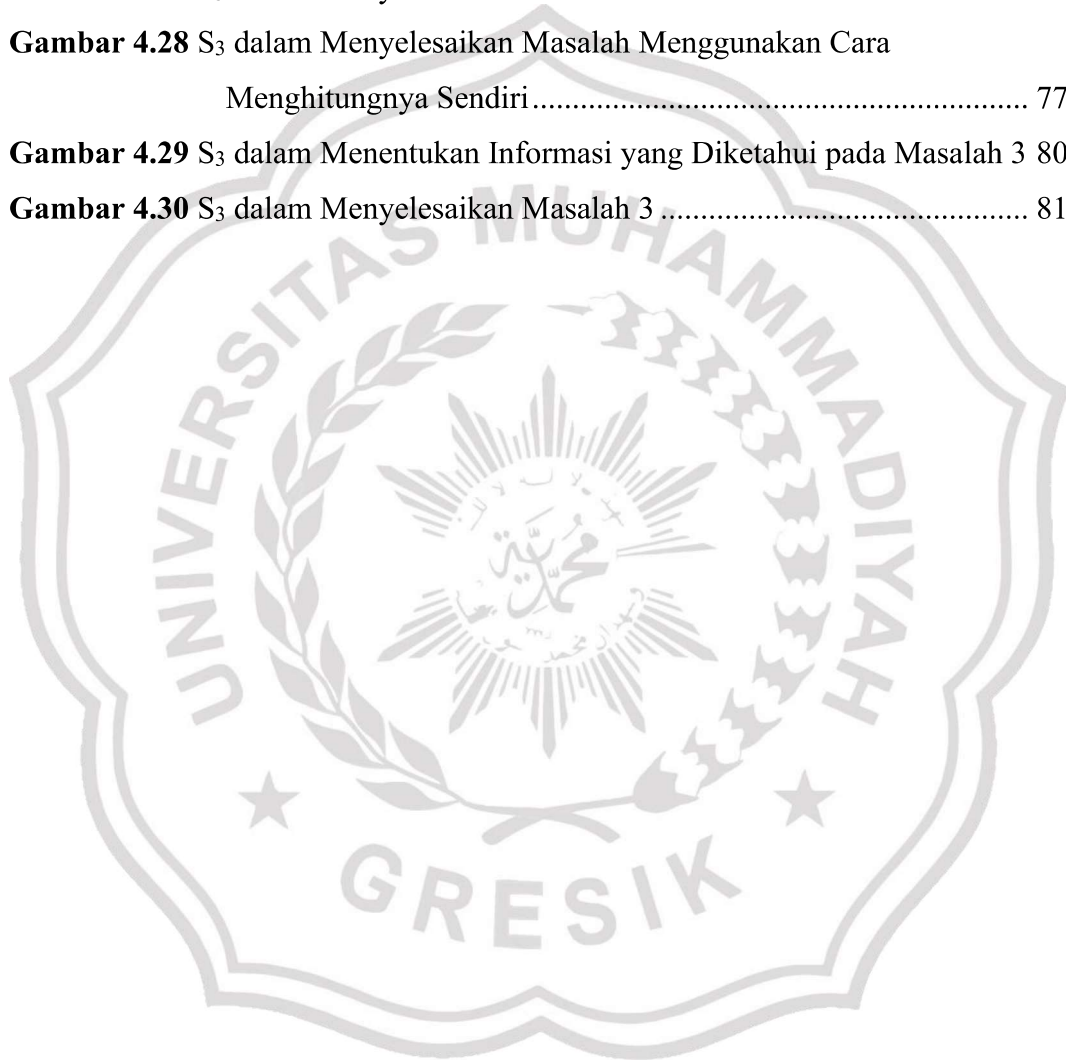 Gambar 4.28 S₃ dalam Menyelesaikan Masalah Menggunakan Cara
Menghitungnya Sendiri.............................................................. 77
Gambar 4.29 S₃ dalam Menentukan Informasi yang Diketahui pada Masalah 3 80
Gambar 4.30 S₃ dalam Menyelesaikan Masalah 3 .............................................. 81
UNIVERSITAS MUHAMMADIYAH
محمدية
GRESIK